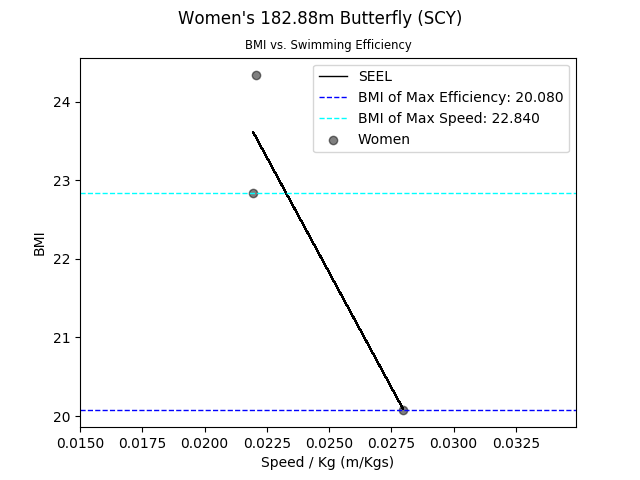 Women's 182.88m Butterfly (SCY)
BMI vs. Swimming Efficiency
SEEL
BMI of Max Efficiency: 20.080
BMI of Max Speed: 22.840
Women
24
23
22
21
20
BMI
0.0150 0.0175 0.0200 0.0225 0.0250 0.0275 0.0300 0.0325
Speed / Kg (m/Kgs)